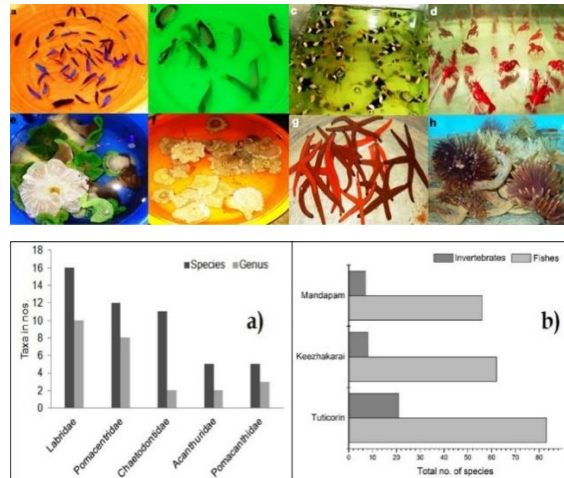 a b c d
e f g h
18
16
14
12
10
8
6
4
2
0
Taxa in nos.
Species Genus
a)
Labridae
Pomacentridae
Chaetodontidae
Acanthuridae
Pomacanthidae
Invertebrates Fishes
b)
Mandapam
Keezhakarai
Tuticorin
0 10 20 30 40 50 60 70 80
Total no. of species